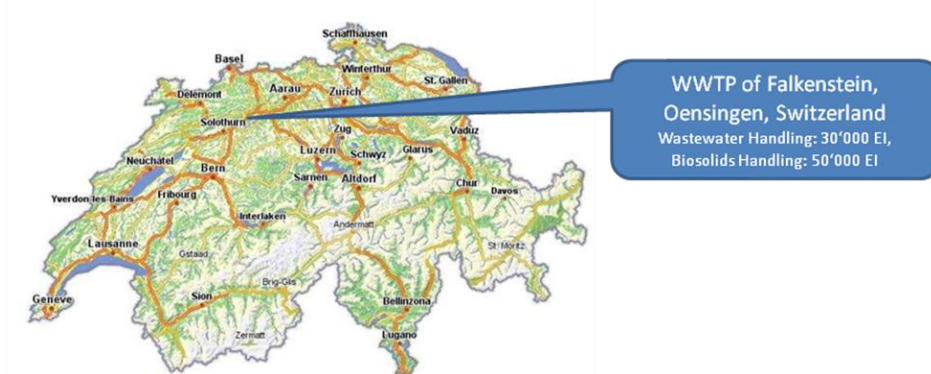 Schaffhausen
Basel
Winterthur
St. Gallen
Delemont
Aarau
Zurich
Solothurn
Zug
Vaduz
Neuchâtel
Luzern
Schwyz
Glarus
Bern
Sarnen
Altdorf
Chur
Davos
Yverdon-les-Bains
Fribourg
Interlaken
Andermatt
Lausanne
Gstaad
St. Moritz
Brig-Glis
Genève
Sion
Bellinzona
Zermatt
Lugano
WWTP of Falkenstein,
Oensingen, Switzerland
Wastewater Handling: 30‘000 EI,
Biosolids Handling: 50‘000 EI